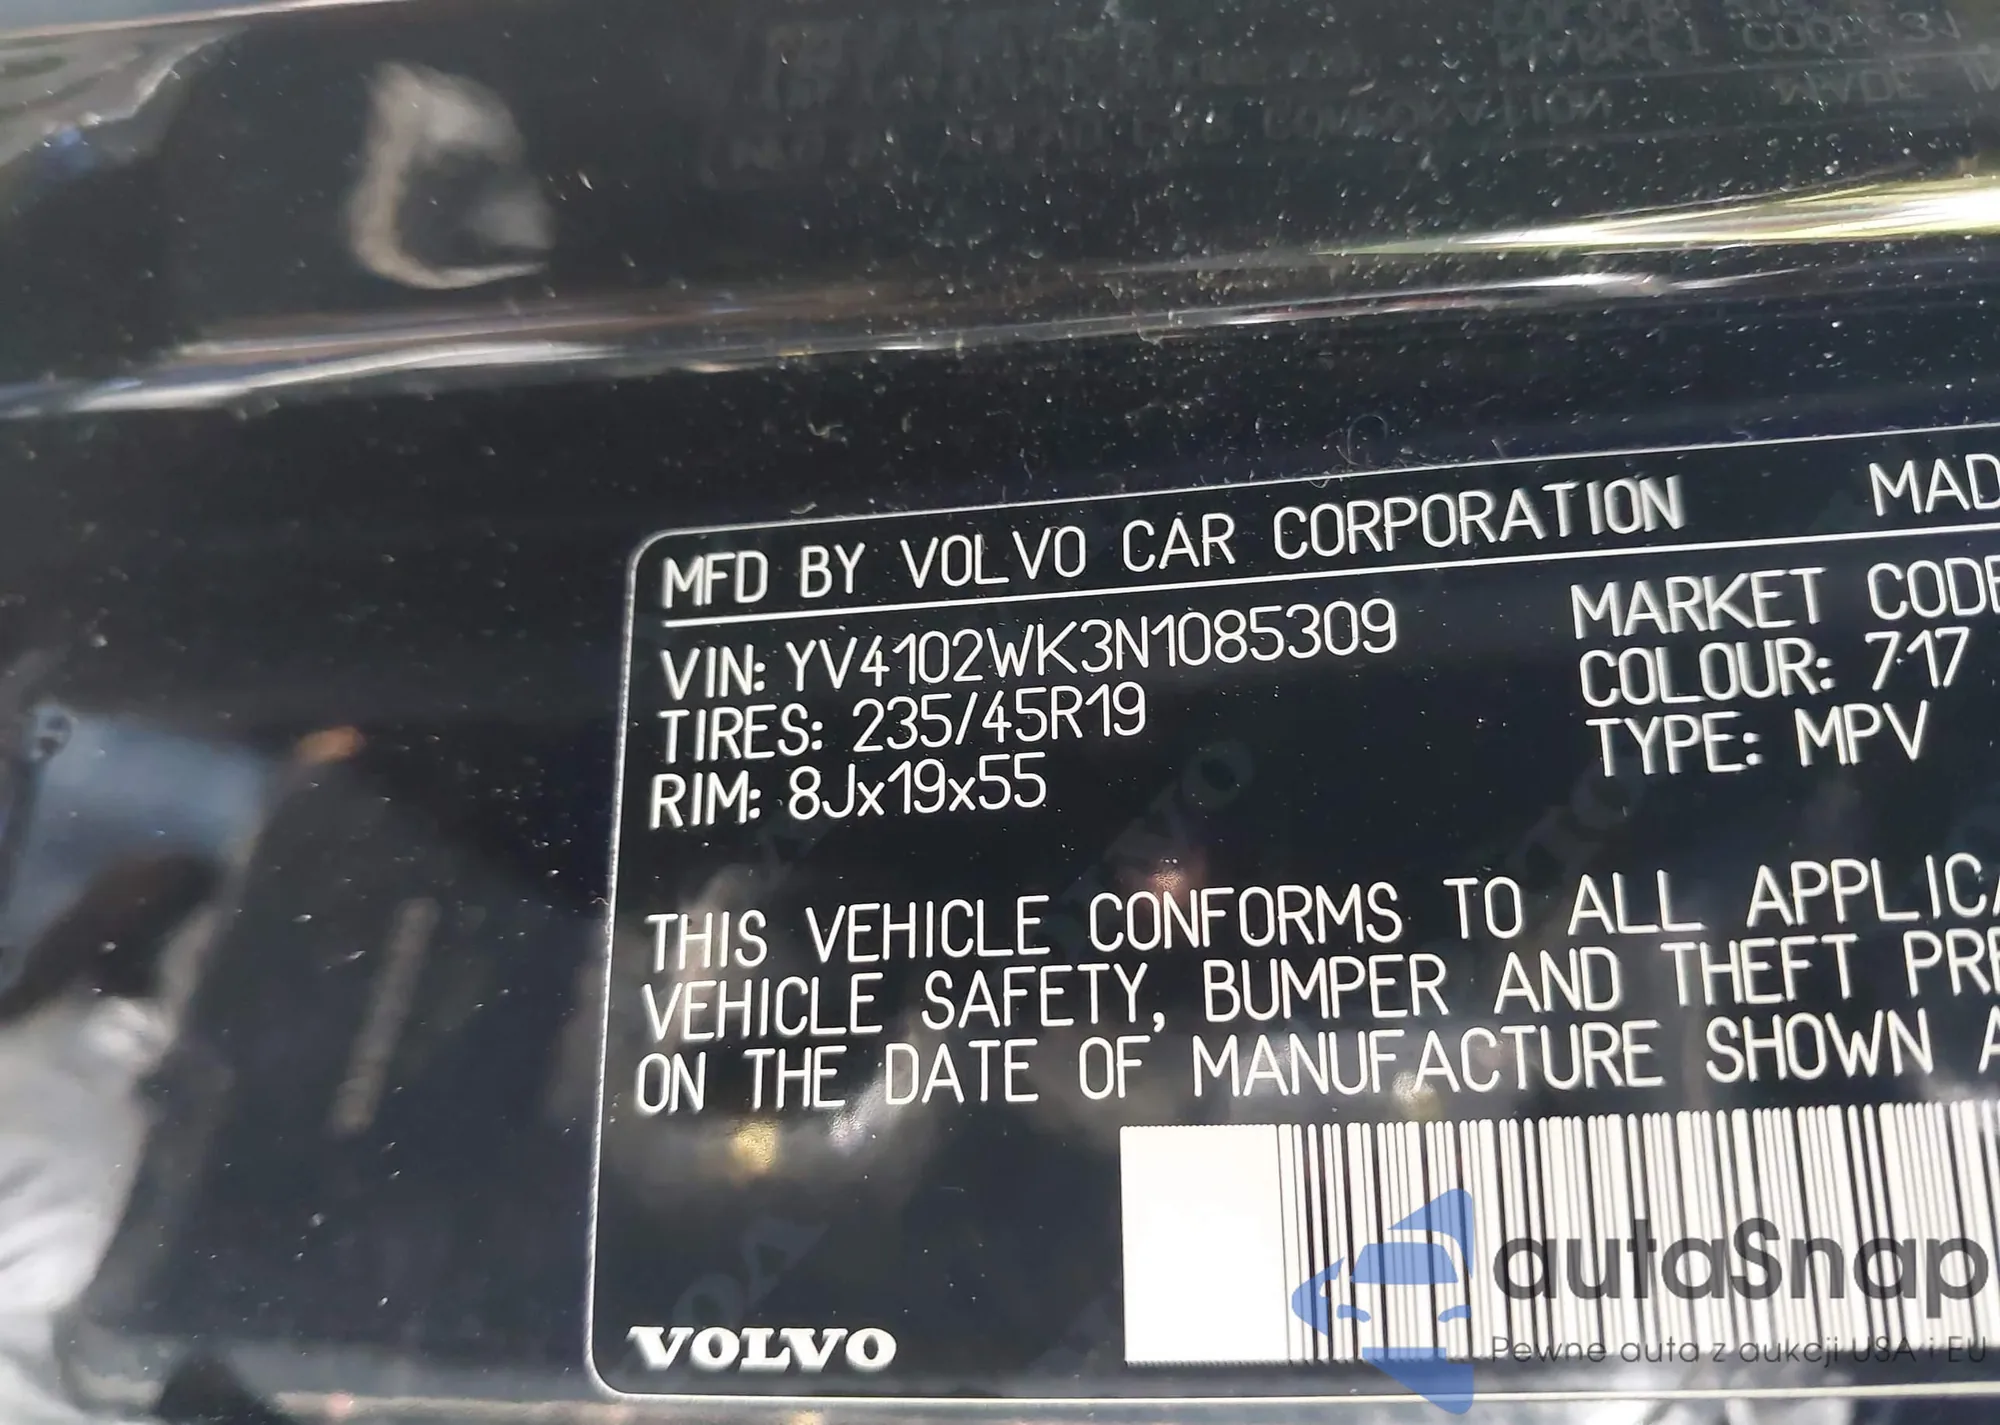 MFD BY VOLVO CAR CORPORATION MAD
VIN: YV4102WK3N1085309 MARKET CODE
TIRES: 235/45R19 COLOUR: 717
RIM: 8Jx19x55 TYPE: MPV
THIS VEHICLE CONFORMS TO ALL APPLICA
VEHICLE SAFETY, BUMPER AND THEFT PRE
ON THE DATE OF MANUFACTURE SHOWN A
VOLVO
autaSnap
Pewne auta z aukcji USA i EU